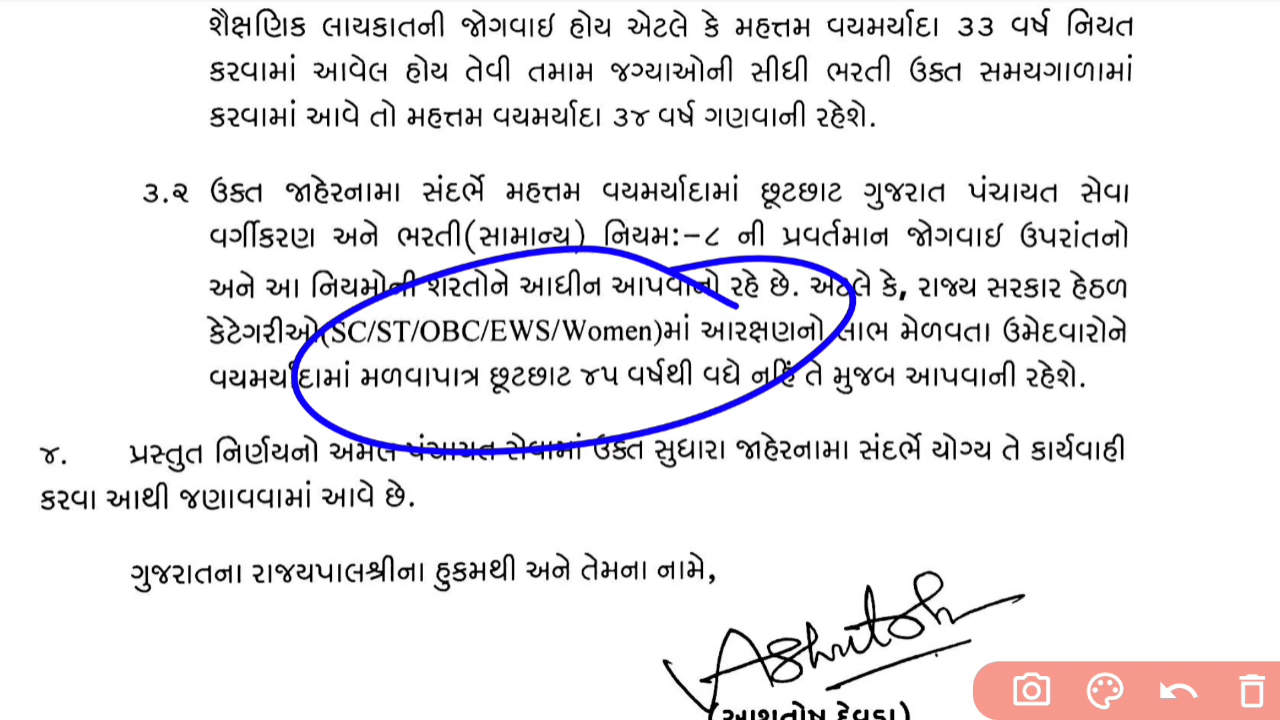 શૈક્ષણિક લાયકાતની જોગવાઈ હોય એટલે કે મહત્તમ વયમર્યાદા ૩૩ વર્ષ નિયત
કરવામાં આવેલ હોય તેવી તમામ જગ્યાઓની સીધી ભરતી ઉક્ત સમયગાળામાં
કરવામાં આવે તો મહત્તમ વયમર્યાદા ૩૪ વર્ષ ગણવાની રહેશે.
૩.૨ ઉક્ત જાહેરનામા સંદર્ભે મહત્તમ વયમર્યાદામાં છૂટછાટ ગુજરાત પંચાયત સેવા
વર્ગીકરણ અને ભરતી(સામાન્ય) નિયમ:-૮ ની પ્રવર્તમાન જોગવાઈ ઉપરાંતનો
અને આ નિયમોની શરતોને આધીન આપવાનો રહે છે. એટલે કે, રાજ્ય સરકાર હેઠળ
કેટેગરીઓ(SC/ST/OBC/EWS/Women)માં આરક્ષણનો લાભ મેળવતા ઉમેદવારોને
વયમર્યાદામાં મળવાપાત્ર છૂટછાટ ૪૫ વર્ષથી વધે નહિં તે મુજબ આપવાની રહેશે.
૪. પ્રસ્તુત નિર્ણયનો અમલ પંચાયત સેવામાં ઉક્ત સુધારા જાહેરનામા સંદર્ભે યોગ્ય તે કાર્યવાહી
કરવા આથી જણાવવામાં આવે છે.
ગુજરાતના રાજ્યપાલશ્રીના હુકમથી અને તેમના નામે,
(આશુતોષ દેવડા)